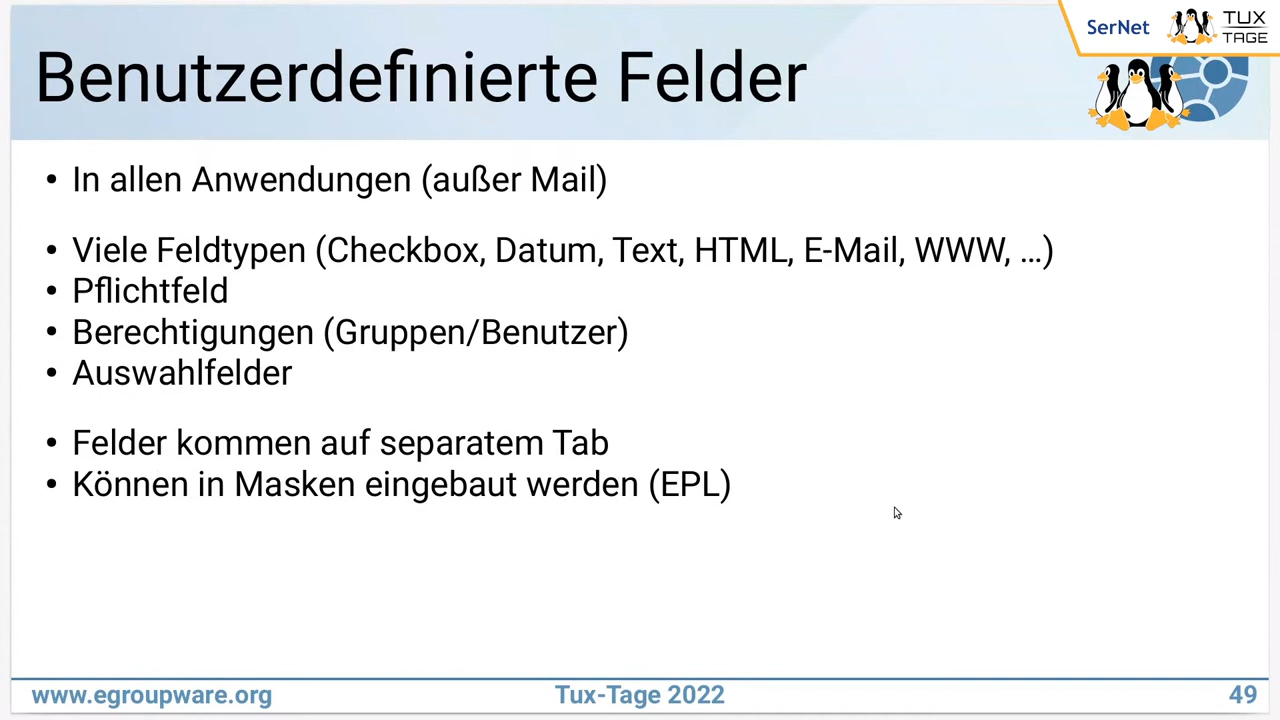 SerNet
TUX
TAGE
Benutzerdefinierte Felder
• In allen Anwendungen (außer Mail)
• Viele Feldtypen (Checkbox, Datum, Text, HTML, E-Mail, WWW, ...)
• Pflichtfeld
• Berechtigungen (Gruppen/Benutzer)
• Auswahlfelder
• Felder kommen auf separatem Tab
• Können in Masken eingebaut werden (EPL)
www.egroupware.org
Tux-Tage 2022
49